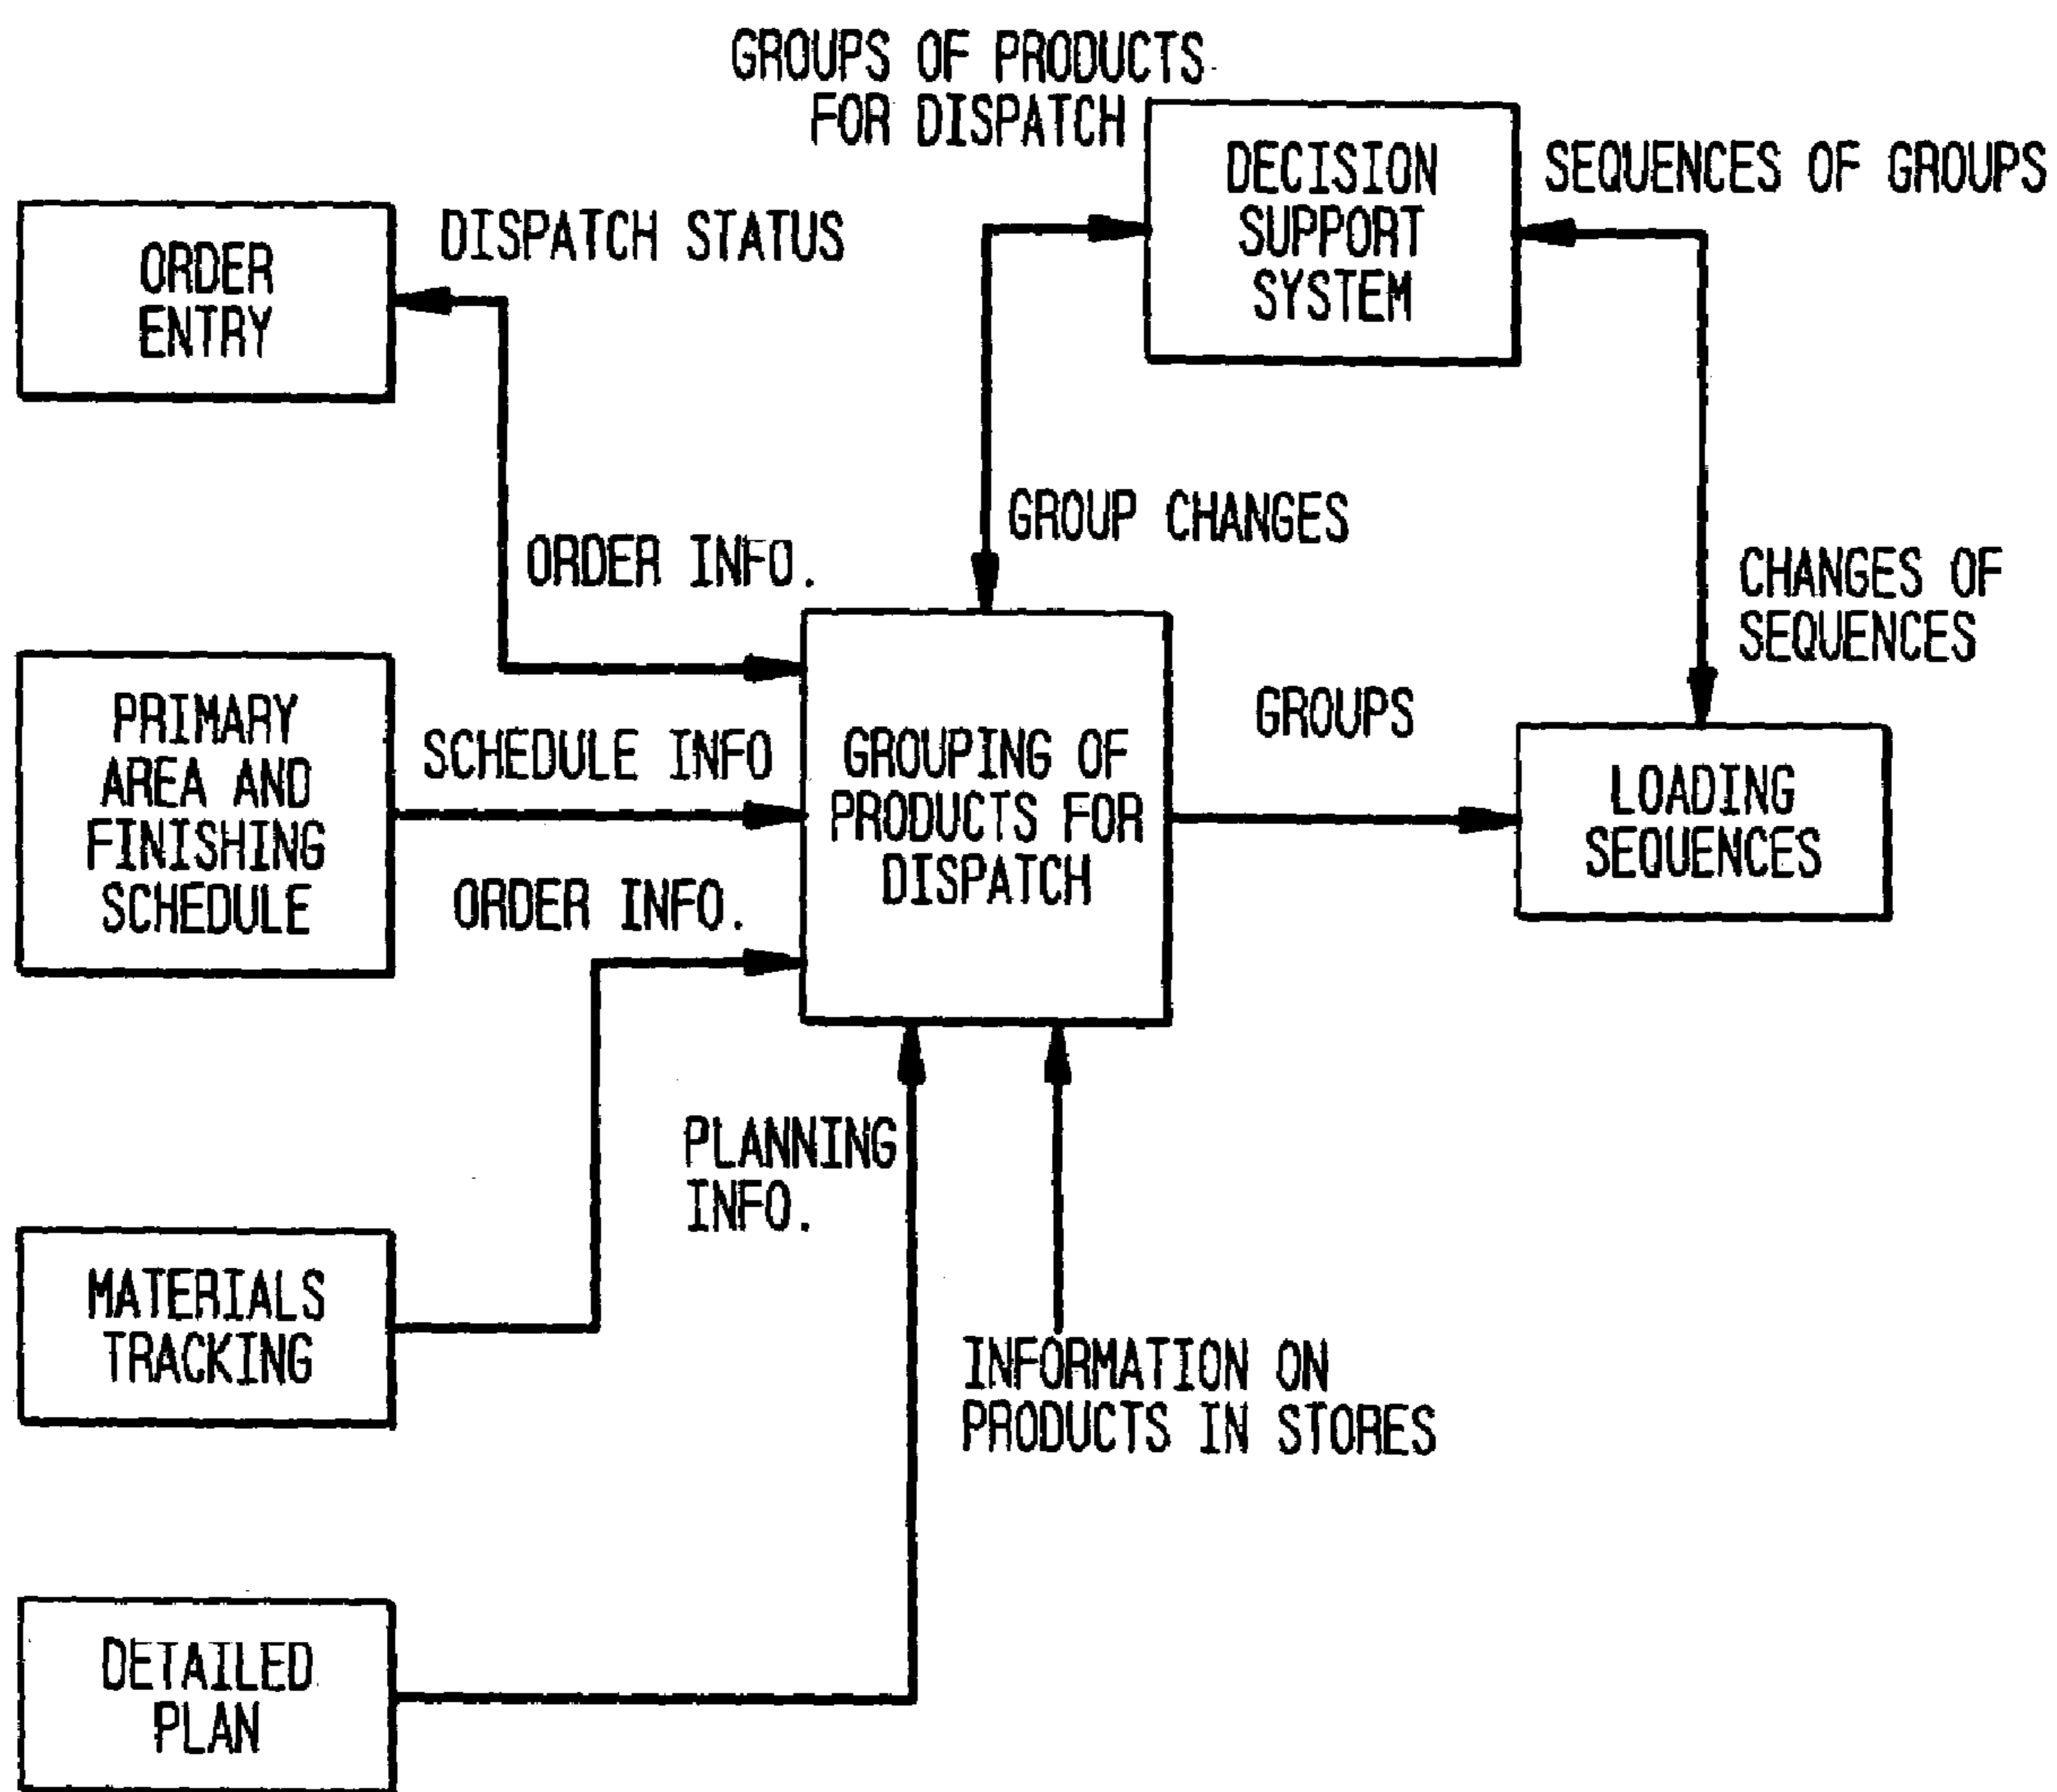 GROUPS OF PRODUCTS
FOR DISPATCH
DECISION
SUPPORT
SYSTEM
SEQUENCES OF GROUPS
ORDER
ENTRY
DISPATCH STATUS
GROUP CHANGES
ORDER INFO.
CHANGES OF
SEQUENCES
PRIMARY
AREA AND
FINISHING
SCHEDULE
SCHEDULE INFO
ORDER INFO.
GROUPING OF
PRODUCTS FOR
DISPATCH
GROUPS
LOADING
SEQUENCES
PLANNING
INFO.
MATERIALS
TRACKING
INFORMATION ON
PRODUCTS IN STORES
DETAILED
PLAN